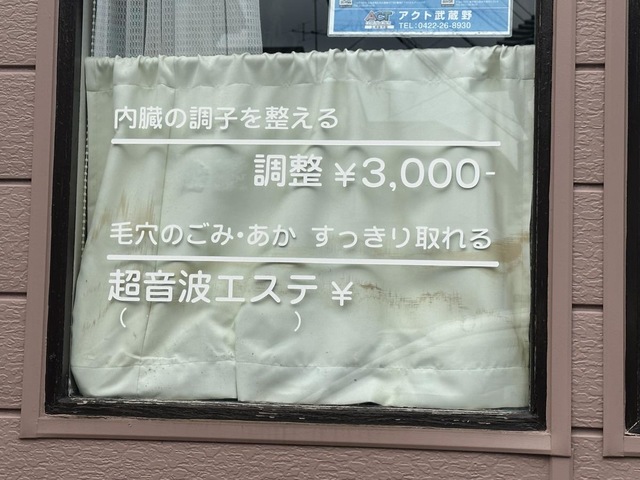 ACT アクト武蔵野
TEL:0422-26-8930
内臓の調子を整える
調整 ¥3,000-
毛穴のごみ・あか すっきり取れる
超音波エステ ¥
(　　　　　)